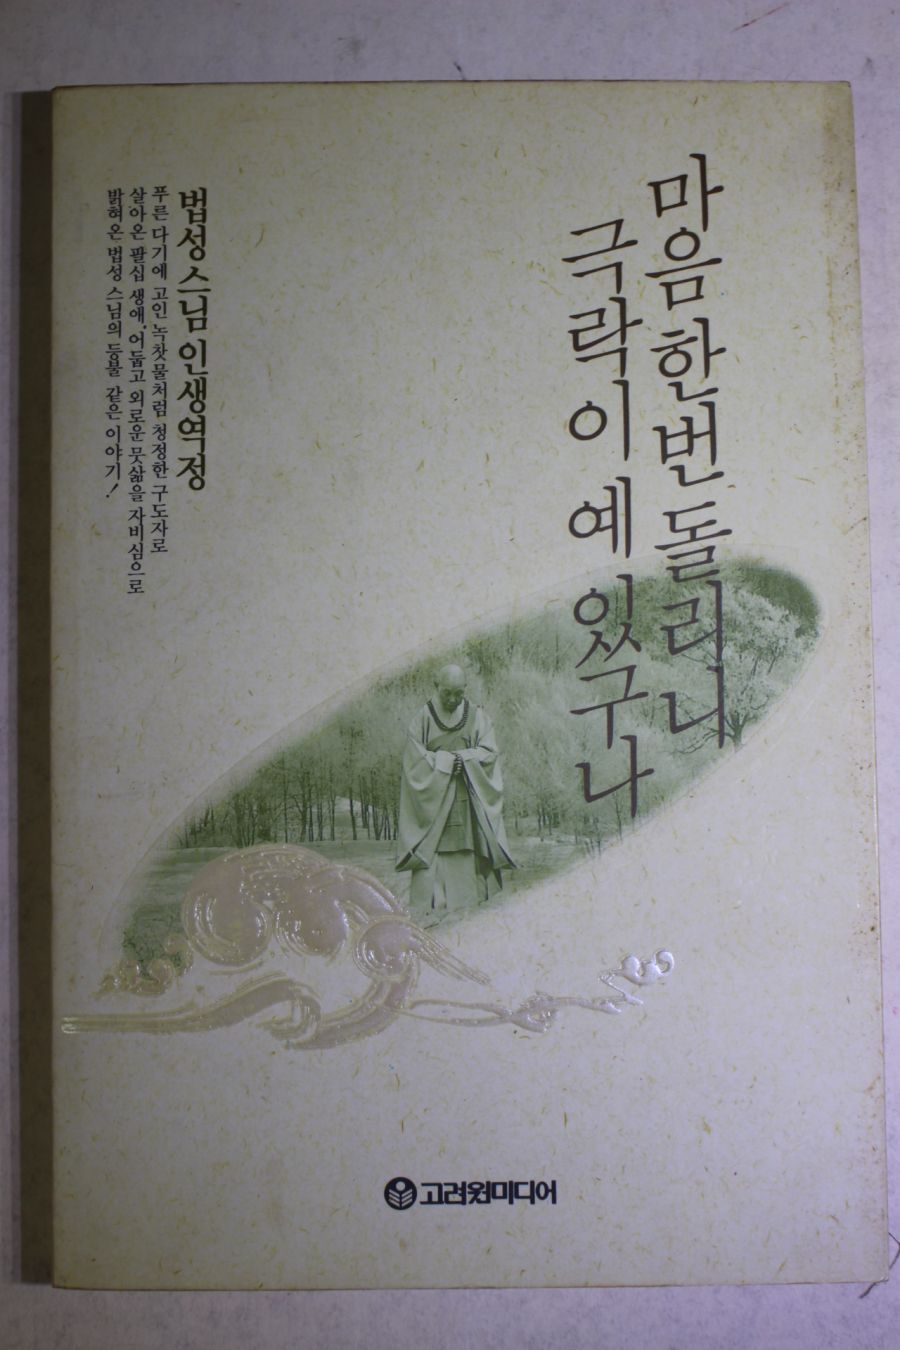 마음 한번 돌리니
극락이 예 있구나
법성스님 인생역정
푸른 다기에 고인 녹찻물처럼 청정한 구도자로
살아온 팔십 생애, 어둡고 외로운 뭇삶을 자비심으로
밝혀온 법성스님의 등불 같은 이야기!
고려원미디어